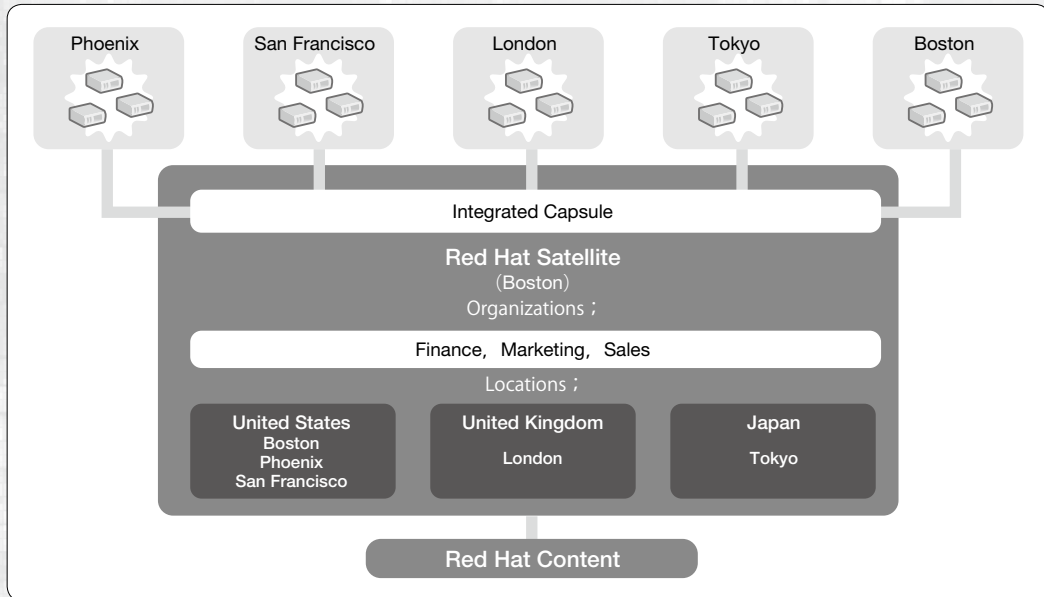 Phoenix
San Francisco
London
Tokyo
Boston
Integrated Capsule
Red Hat Satellite
（Boston）
Organizations；
Finance，Marketing，Sales
Locations；
United States
Boston
Phoenix
San Francisco
United Kingdom
London
Japan
Tokyo
Red Hat Content